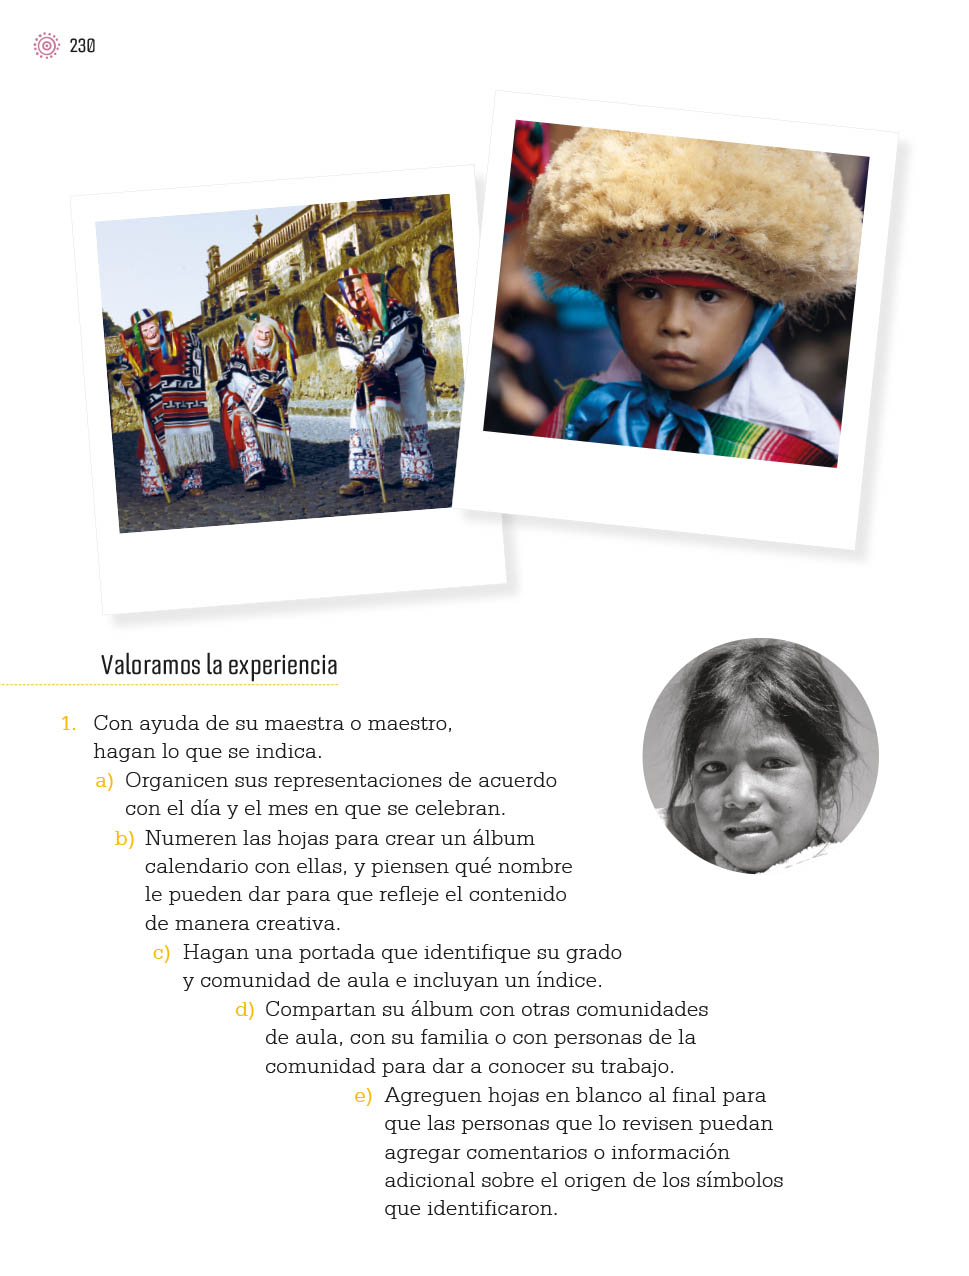 230
Valoramos la experiencia
1. Con ayuda de su maestra o maestro,
hagan lo que se indica.
a) Organicen sus representaciones de acuerdo
con el día y el mes en que se celebran.
b) Numeren las hojas para crear un álbum
calendario con ellas, y piensen qué nombre
le pueden dar para que refleje el contenido
de manera creativa.
c) Hagan una portada que identifique su grado
y comunidad de aula e incluyan un índice.
d) Compartan su álbum con otras comunidades
de aula, con su familia o con personas de la
comunidad para dar a conocer su trabajo.
e) Agreguen hojas en blanco al final para
que las personas que lo revisen puedan
agregar comentarios o información
adicional sobre el origen de los símbolos
que identificaron.